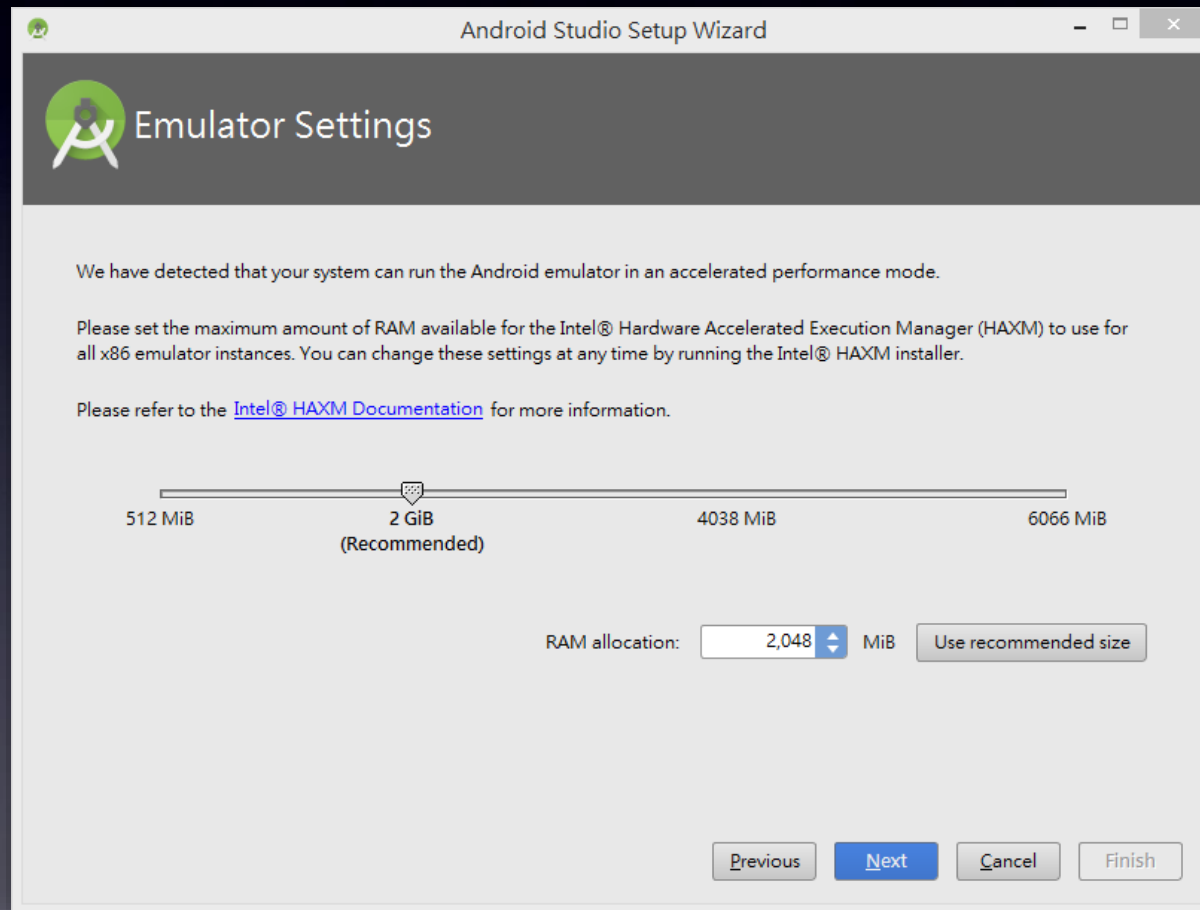 Android Studio Setup Wizard
Emulator Settings
We have detected that your system can run the Android emulator in an accelerated performance mode.
Please set the maximum amount of RAM available for the Intel® Hardware Accelerated Execution Manager (HAXM) to use for
all x86 emulator instances. You can change these settings at any time by running the Intel® HAXM installer.
Please refer to the Intel® HAXM Documentation for more information.
512 MiB 2 GiB 4038 MiB 6066 MiB
(Recommended)
RAM allocation: 2,048 MiB Use recommended size
Previous Next Cancel Finish